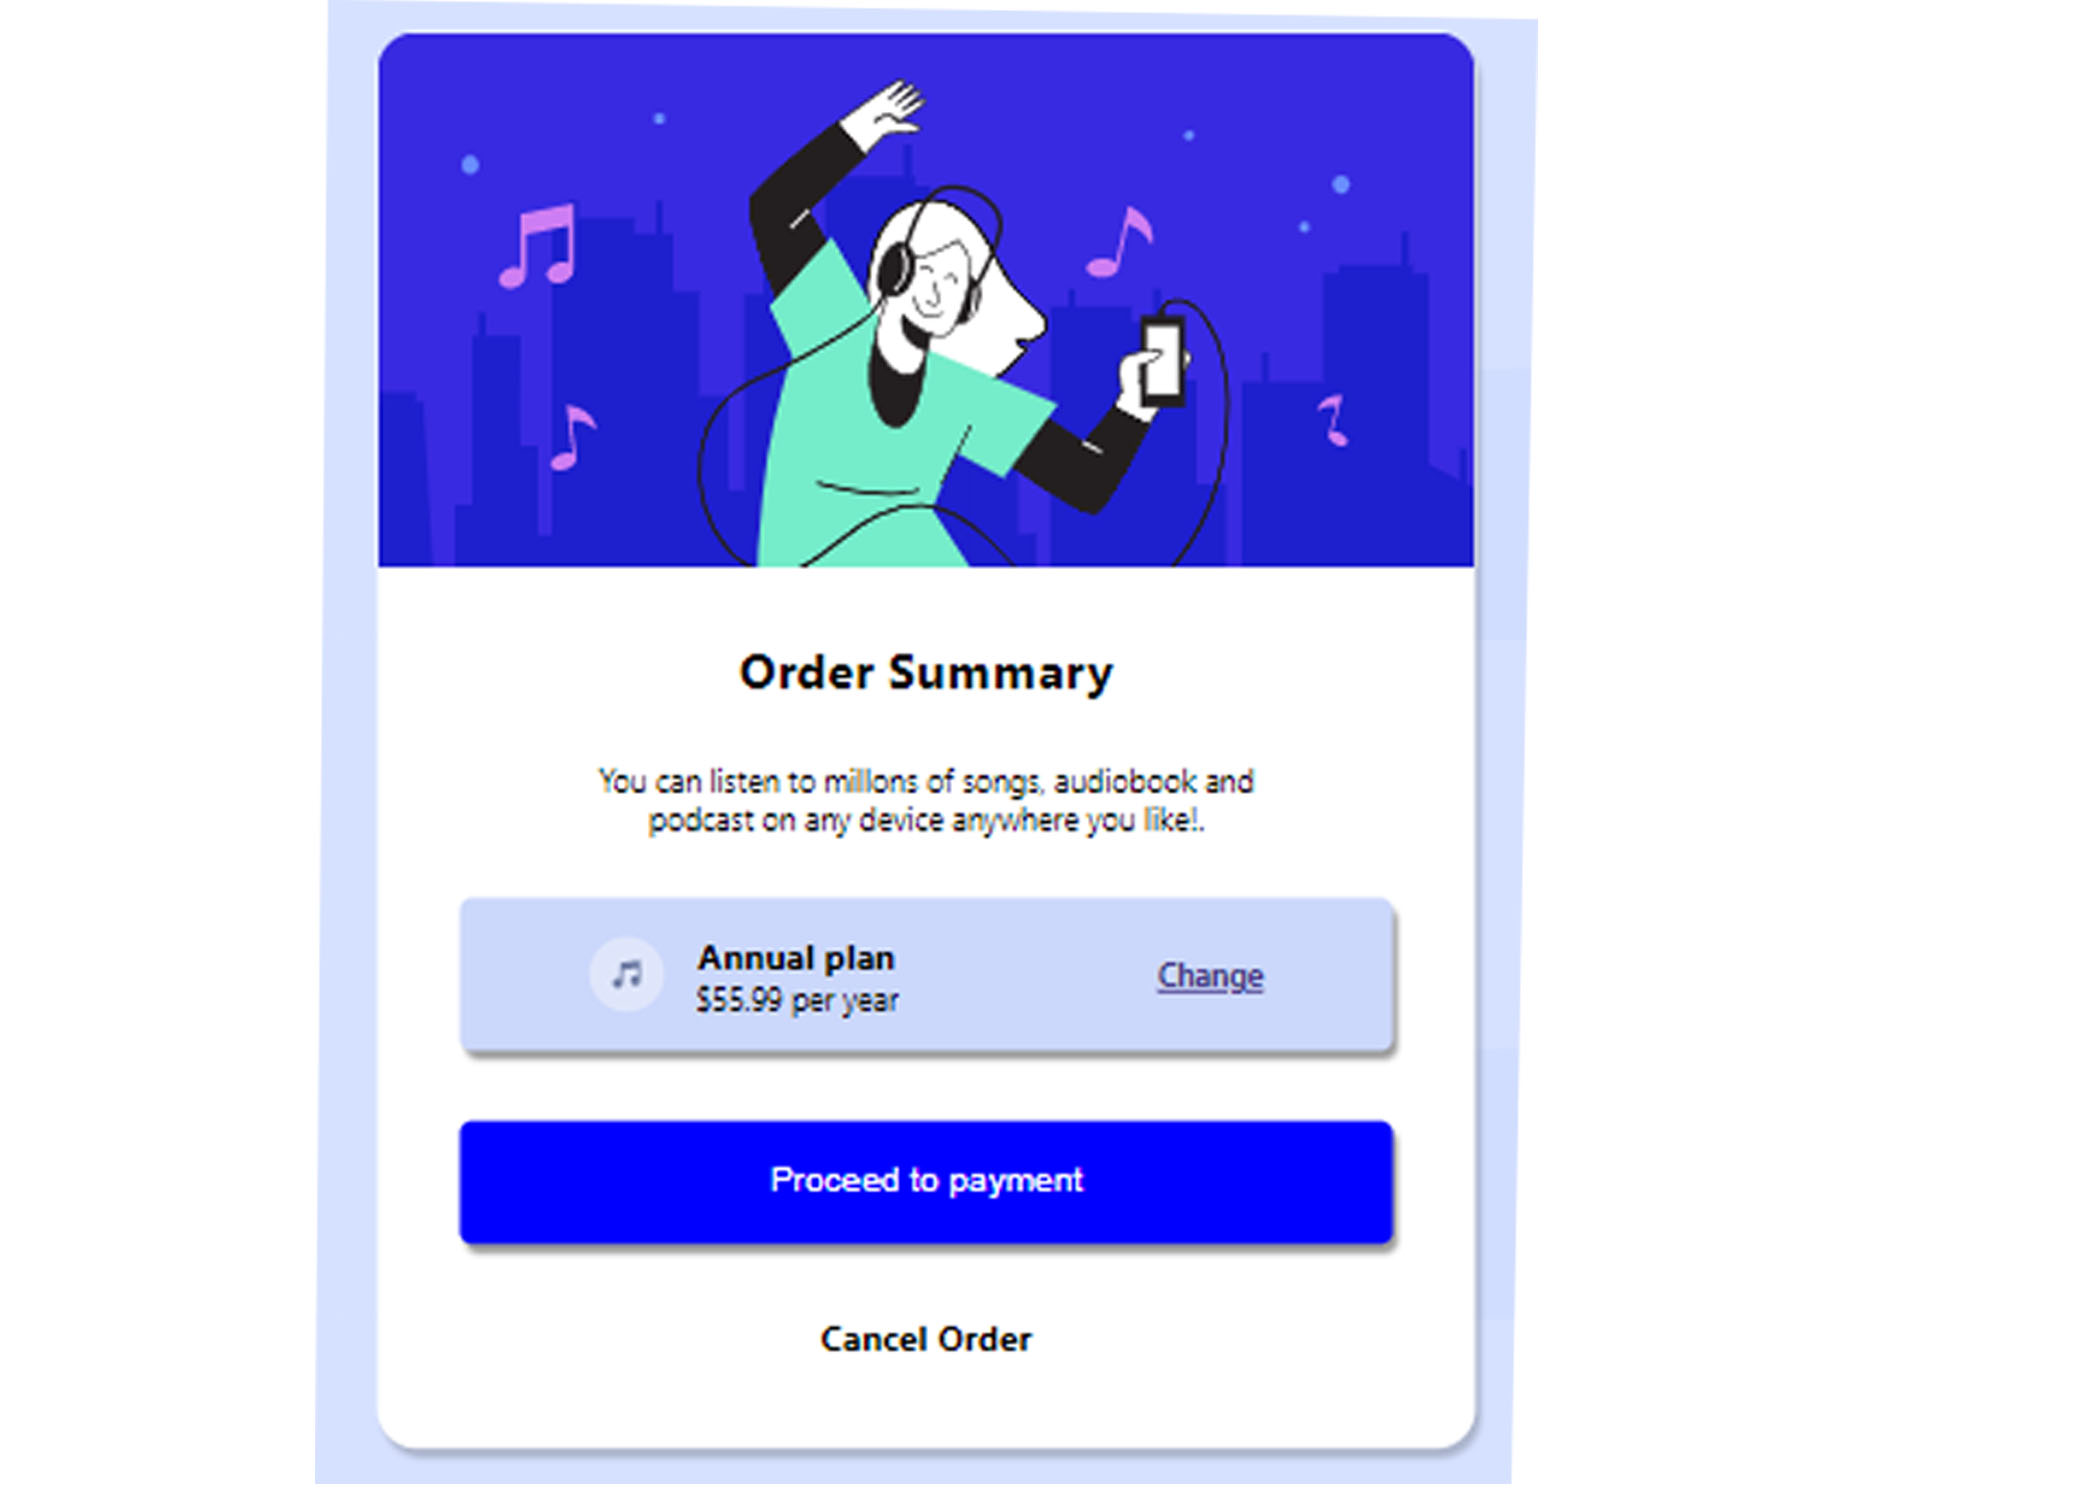 Order Summary
You can listen to millons of songs, audiobook and
podcast on any device anywhere you like!.
Annual plan
$55.99 per year
Change
Proceed to payment
Cancel Order